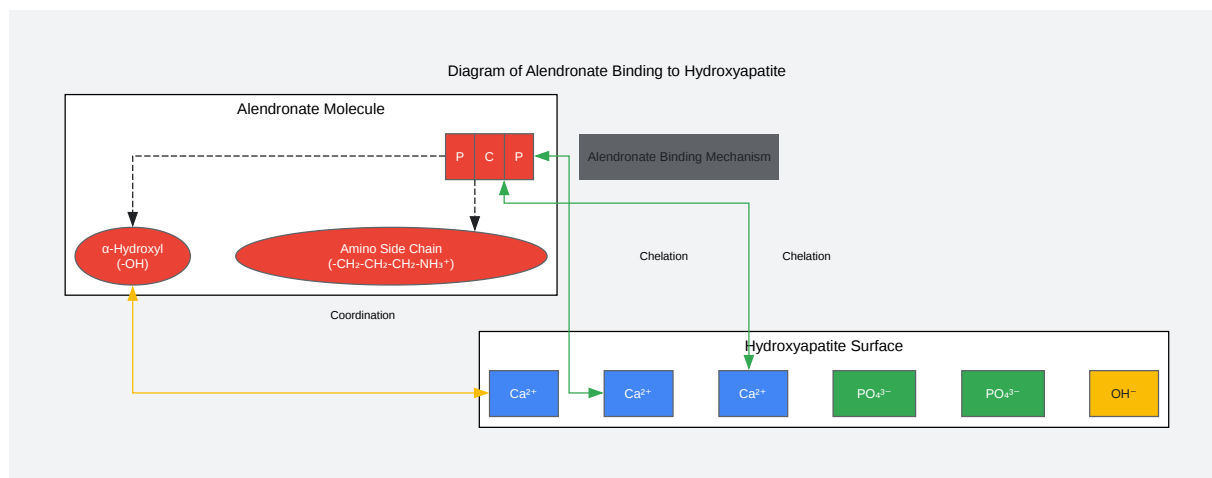 Diagram of Alendronate Binding to Hydroxyapatite
Alendronate Molecule
P
C
P
Alendronate Binding Mechanism
α-Hydroxyl
(-OH)
Amino Side Chain
(-CH₂-CH₂-CH₂-NH₃⁺)
Chelation
Chelation
Coordination
Hydroxyapatite Surface
Ca²⁺
Ca²⁺
Ca²⁺
PO₄³⁻
PO₄³⁻
OH⁻